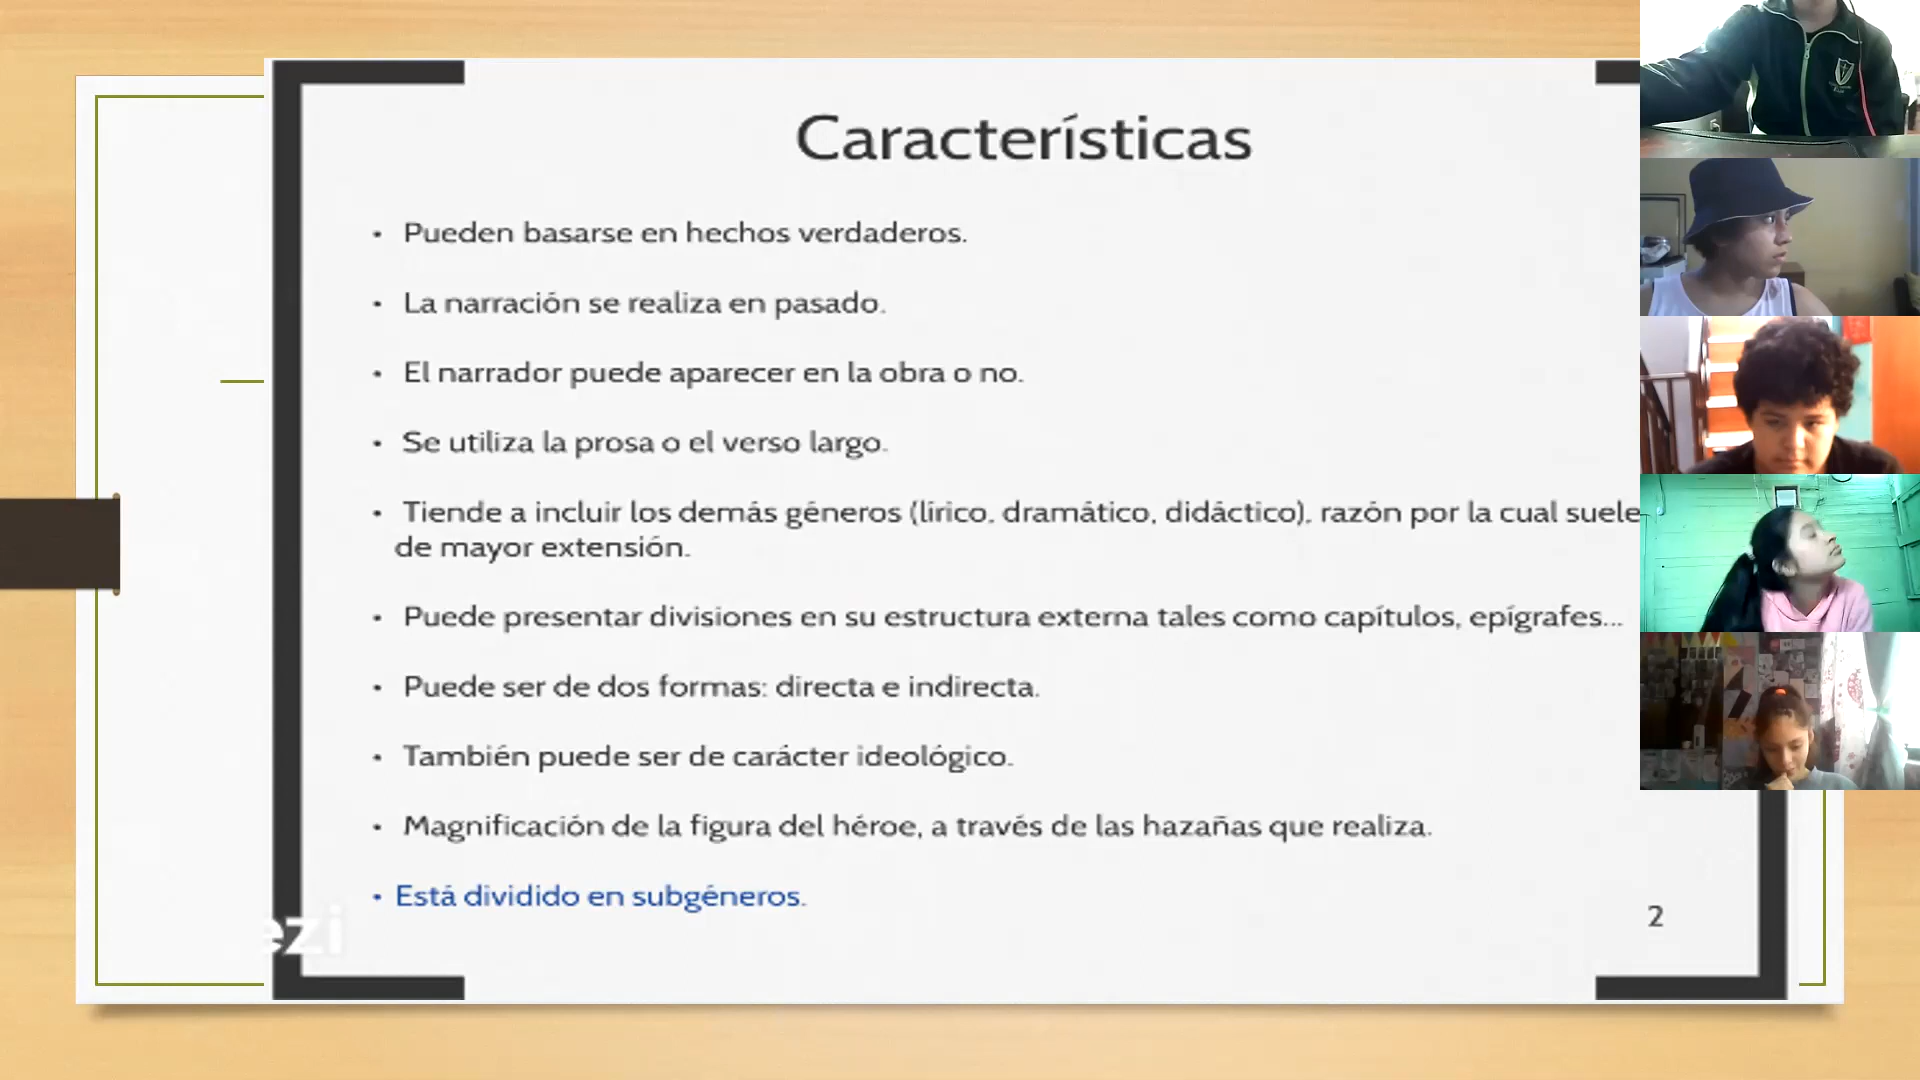 Características
• Pueden basarse en hechos verdaderos.
• La narración se realiza en pasado.
• El narrador puede aparecer en la obra o no.
• Se utiliza la prosa o el verso largo.
• Tiende a incluir los demás géneros (lírico, dramático, didáctico), razón por la cual suele
de mayor extensión.
• Puede presentar divisiones en su estructura externa tales como capítulos, epígrafes...
• Puede ser de dos formas: directa e indirecta.
• También puede ser de carácter ideológico.
• Magnificación de la figura del héroe, a través de las hazañas que realiza.
• Está dividido en subgéneros.
ezi
2